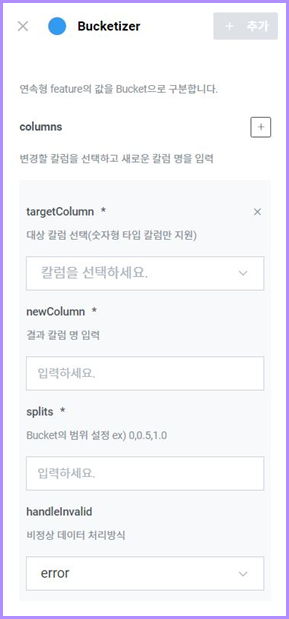 Bucketizer
+ 추가
연속형 feature의 값을 Bucket으로 구분합니다.
columns
변경할 칼럼을 선택하고 새로운 칼럼 명을 입력
targetColumn *
대상 칼럼 선택(숫자형 타입 칼럼만 지원)
칼럼을 선택하세요.
newColumn *
결과 칼럼 명 입력
입력하세요.
splits *
Bucket의 범위 설정 ex) 0,0.5,1.0
입력하세요.
handleInvalid
비정상 데이터 처리방식
error